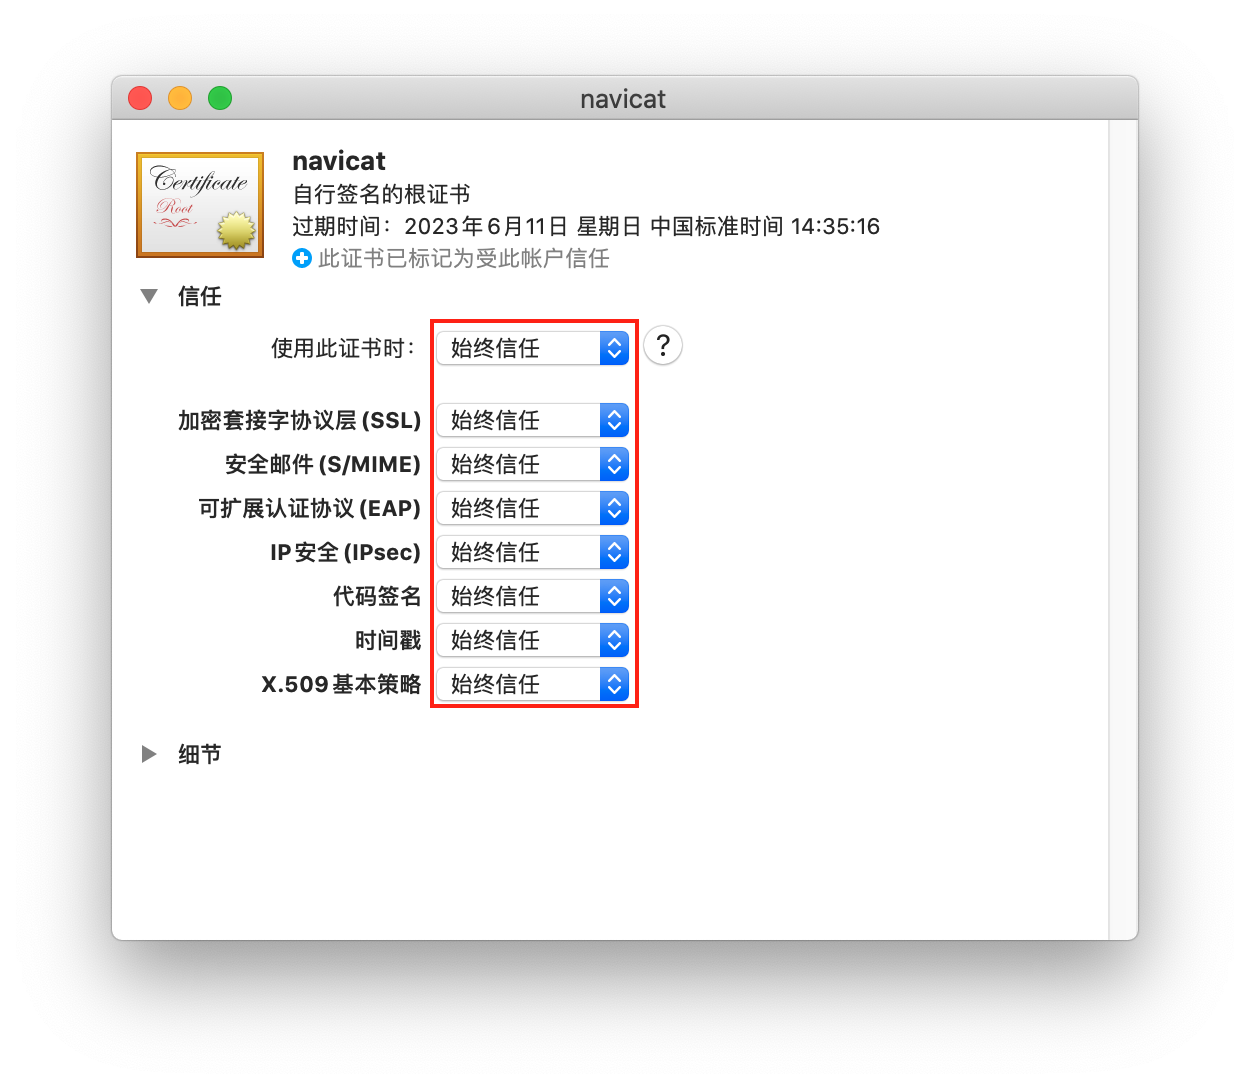 navicat
Certificate
Root
navicat
自行签名的根证书
过期时间：2023年6月11日 星期日 中国标准时间 14:35:16
此证书已标记为受此帐户信任
信任
使用此证书时： 始终信任 ?
加密套接字协议层 (SSL) 始终信任
安全邮件 (S/MIME) 始终信任
可扩展认证协议 (EAP) 始终信任
IP 安全 (IPsec) 始终信任
代码签名 始终信任
时间戳 始终信任
X.509 基本策略 始终信任
细节